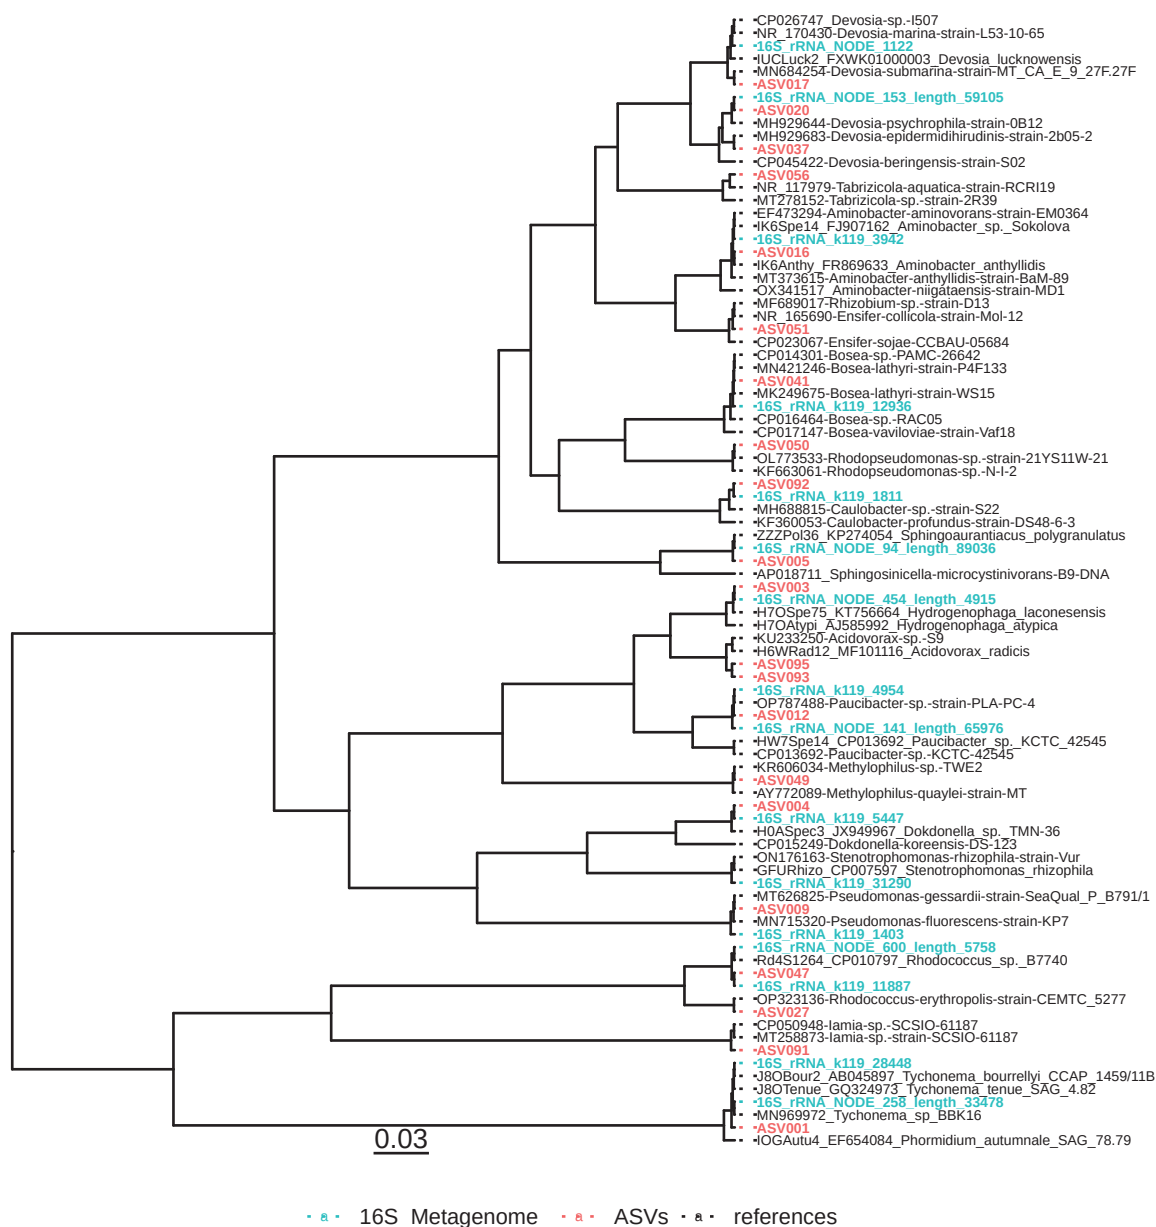 CP026747_Devosia-sp.-I507
NR_170430-Devosia-marina-strain-L53-10-65
16S_rRNA_NODE_1122
IUCLuck2_FXWK01000003_Devosia_lucknowensis
MN684254-Devosia-submarina-strain-MT_CA_E_9_27F.27F
ASV017
16S_rRNA_NODE_153_length_59105
ASV020
MH929644-Devosia-psychrophila-strain-0B12
MH929683-Devosia-epidermidihirudinis-strain-2b05-2
ASV037
CP045422-Devosia-beringensis-strain-S02
ASV056
NR_117979-Tabrizicola-aquatica-strain-RCRI19
MT278152-Tabrizicola-sp.-strain-2R39
EF473294-Aminobacter-aminovorans-strain-EM0364
IK6Spe14_FJ907162_Aminobacter_sp._Sokolova
16S_rRNA_k119_3942
ASV016
IK6Anthy_FR869633_Aminobacter_anthyllidis
MT373615-Aminobacter-anthyllidis-strain-BaM-89
OX341517_Aminobacter-niigataensis-strain-MD1
MF689017-Rhizobium-sp.-strain-D13
NR_165690-Ensifer-collicola-strain-Mol-12
ASV051
CP023067-Ensifer-sojae-CCBAU-05684
CP014301-Bosea-sp.-PAMC-26642
MN421246-Bosea-lathyri-strain-P4F133
ASV041
MK249675-Bosea-lathyri-strain-WS15
16S_rRNA_k119_12936
CP016464-Bosea-sp.-RAC05
CP017147-Bosea-vaviloviae-strain-Vaf18
ASV050
OL773533-Rhodopseudomonas-sp.-strain-21YS11W-21
KF663061-Rhodopseudomonas-sp.-N-I-2
ASV092
16S_rRNA_k119_1811
MH688815-Caulobacter-sp.-strain-S22
KF360053-Caulobacter-profundus-strain-DS48-6-3
ZZZPol36_KP274054_Sphingoaurantiacus_polygranulatus
16S_rRNA_NODE_94_length_89036
ASV005
AP018711_Sphingosinicella-microcystinivorans-B9-DNA
ASV003
16S_rRNA_NODE_454_length_4915
H7OSpe75_KT756664_Hydrogenophaga_laconesensis
H7OAtypi_AJ585992_Hydrogenophaga_atypica
KU233250-Acidovorax-sp.-S9
H6WRad12_MF101116_Acidovorax_radicis
ASV095
ASV093
16S_rRNA_k119_4954
OP787488-Paucibacter-sp.-strain-PLA-PC-4
ASV012
16S_rRNA_NODE_141_length_65976
HW7Spe14_CP013692_Paucibacter_sp._KCTC_42545
CP013692-Paucibacter-sp.-KCTC-42545
KR606034-Methylophilus-sp.-TWE2
ASV049
AY772089-Methylophilus-quaylei-strain-MT
ASV004
16S_rRNA_k119_5447
H0ASpec3_JX949967_Dokdonella_sp._TMN-36
CP015249-Dokdonella-koreensis-DS-123
ON176163-Stenotrophomonas-rhizophila-strain-Vur
GFURhizo_CP007597_Stenotrophomonas_rhizophila
16S_rRNA_k119_31290
MT626825-Pseudomonas-gessardii-strain-SeaQual_P_B791/1
ASV009
MN715320-Pseudomonas-fluorescens-strain-KP7
16S_rRNA_k119_1403
16S_rRNA_NODE_600_length_5758
Rd4S1264_CP010797_Rhodococcus_sp._B7740
ASV047
16S_rRNA_k119_11887
OP323136-Rhodococcus-erythropolis-strain-CEMTC_5277
ASV027
CP050948-Iamia-sp.-SCSIO-61187
MT258873-Iamia-sp.-strain-SCSIO-61187
ASV091
16S_rRNA_k119_28448
J8OBour2_AB045897_Tychonema_bourrellyi_CCAP_1459/11B
J8OTenue_GQ324973_Tychonema_tenue_SAG_4.82
16S_rRNA_NODE_258_length_33478
MN969972_Tychonema_sp_BBK16
ASV001
IOGAutu4_EF654084_Phormidium_autumnale_SAG_78.79
0.03
a 16S_Metagenome a ASVs a references